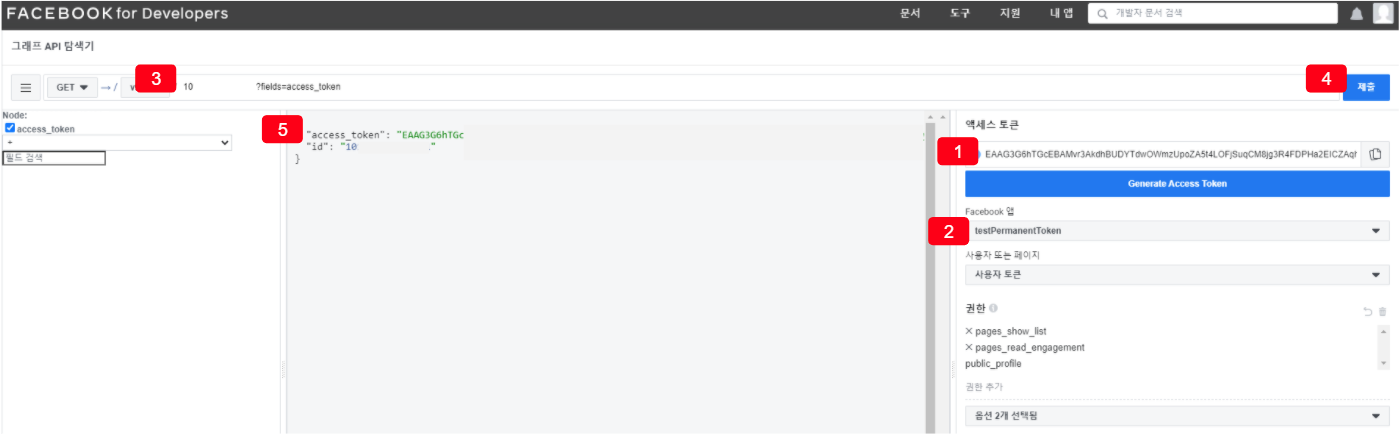 FACEBOOK for Developers
문서 도구 지원 내 앱 개발자 문서 검색
그래프 API 탐색기
3
4
GET → / 10 ?fields=access_token
제출
Node:
access_token
+
필드 검색
5
"access_token": "EAAG3G6hTGc
"id": "10 "
}
액세스 토큰
1
Generate Access Token
Facebook 앱
2
testPermanentToken
사용자 또는 페이지
사용자 토큰
권한
× pages_show_list
× pages_read_engagement
public_profile
권한 추가
옵션 2개 선택됨